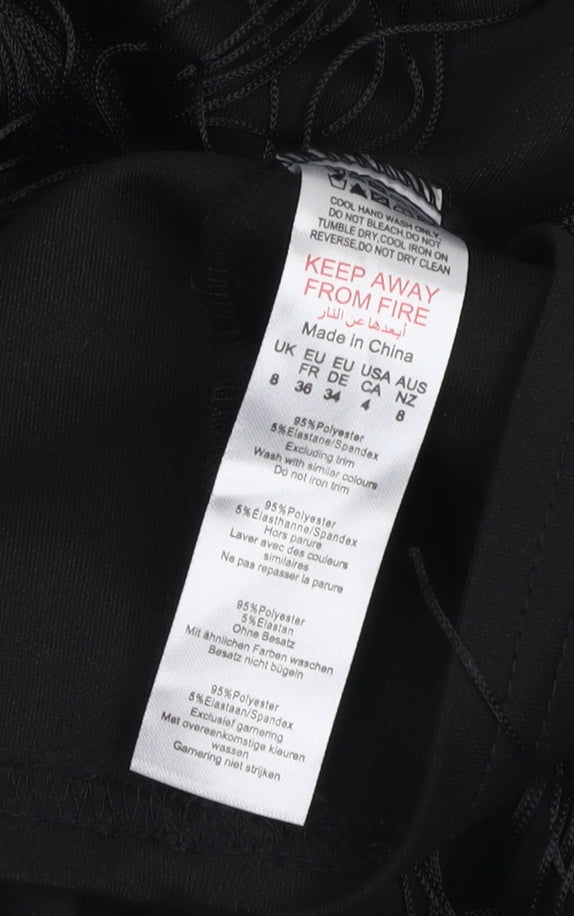 COOL HAND WASH ONLY,
DO NOT BLEACH,DO NOT
TUMBLE DRY,COOL IRON ON
REVERSE,DO NOT DRY CLEAN
KEEP AWAY
FROM FIRE
أبعدها عن النار
Made in China
UK EU EU USA AUS
FR DE CA NZ
8 36 34 4 8
95%Polyester
5%Elastane/Spandex
Excluding trim
Wash with similar colours
Do not iron trim
95%Polyester
5%Élasthanne/Spandex
Hors parure
Laver avec des couleurs
similaires
Ne pas repasser la parure
95%Polyester
5%Elastan
Ohne Besatz
Mit ähnlichen Farben waschen
Besatz nicht bügeln
95%Polyester
5%Elastaan/Spandex
Exclusief garnering
Met overeenkomstige kleuren
wassen
Garnering niet strijken